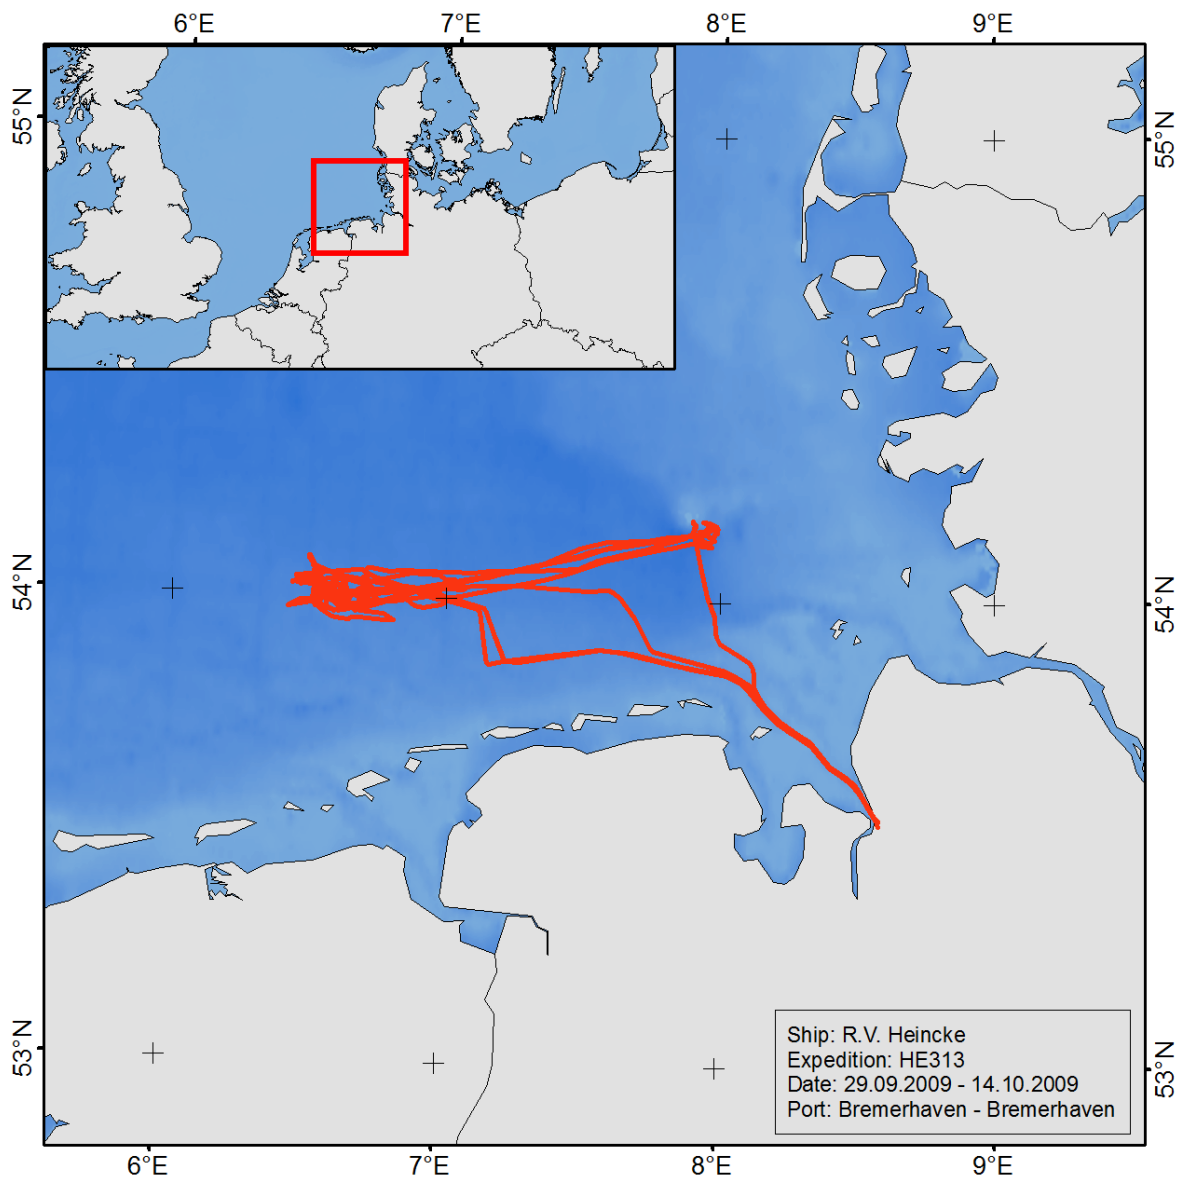 6°E 7°E 8°E 9°E
55°N 55°N
54°N 54°N
53°N 53°N
Ship: R.V. Heincke
Expedition: HE313
Date: 29.09.2009 - 14.10.2009
Port: Bremerhaven - Bremerhaven
6°E 7°E 8°E 9°E